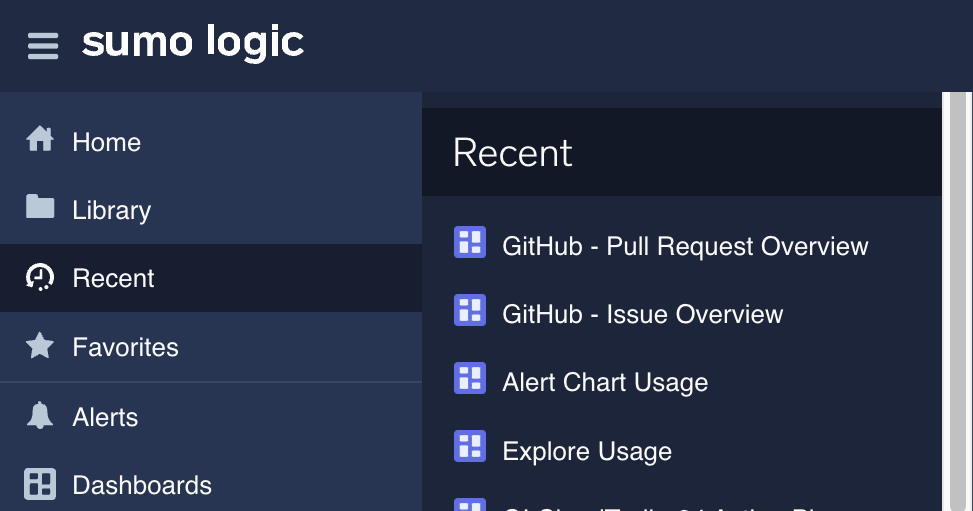 sumo logic
Home
Library
Recent
Favorites
Alerts
Dashboards
Recent
GitHub - Pull Request Overview
GitHub - Issue Overview
Alert Chart Usage
Explore Usage